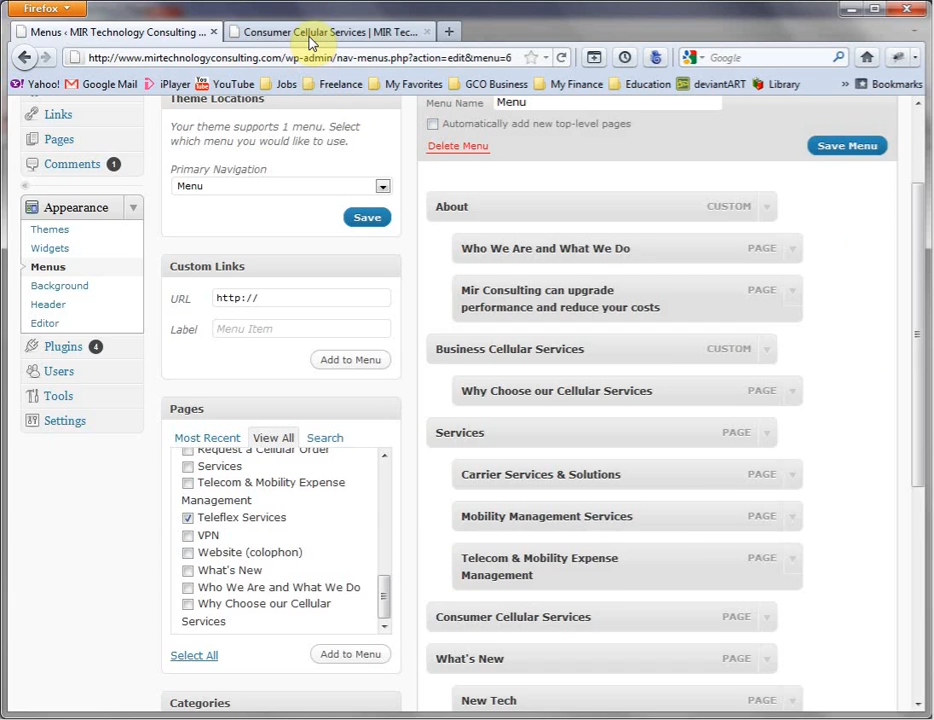 Firefox
Menus ‹ MIR Technology Consulting ...
Consumer Cellular Services | MIR Tec...
http://www.mirtechnologyconsulting.com/wp-admin/nav-menus.php?action=edit&menu=6
Google
Yahoo! Google Mail iPlayer YouTube Jobs Freelance My Favorites GCO Business My Finance Education deviantART Library » Bookmarks
Links
Pages
Comments 1
Appearance
Themes
Widgets
Menus
Background
Header
Editor
Plugins 4
Users
Tools
Settings
Theme Locations
Your theme supports 1 menu. Select
which menu you would like to use.
Primary Navigation
Menu
Save
Custom Links
URL http://
Label Menu Item
Add to Menu
Pages
Most Recent View All Search
Request a Cellular Order
Services
Telecom & Mobility Expense
Management
Teleflex Services
VPN
Website (colophon)
What's New
Who We Are and What We Do
Why Choose our Cellular
Services
Select All Add to Menu
Categories
Menu Name Menu
Automatically add new top-level pages
Delete Menu Save Menu
About CUSTOM
Who We Are and What We Do PAGE
Mir Consulting can upgrade PAGE
performance and reduce your costs
Business Cellular Services CUSTOM
Why Choose our Cellular Services PAGE
Services PAGE
Carrier Services & Solutions PAGE
Mobility Management Services PAGE
Telecom & Mobility Expense PAGE
Management
Consumer Cellular Services PAGE
What's New PAGE
New Tech PAGE